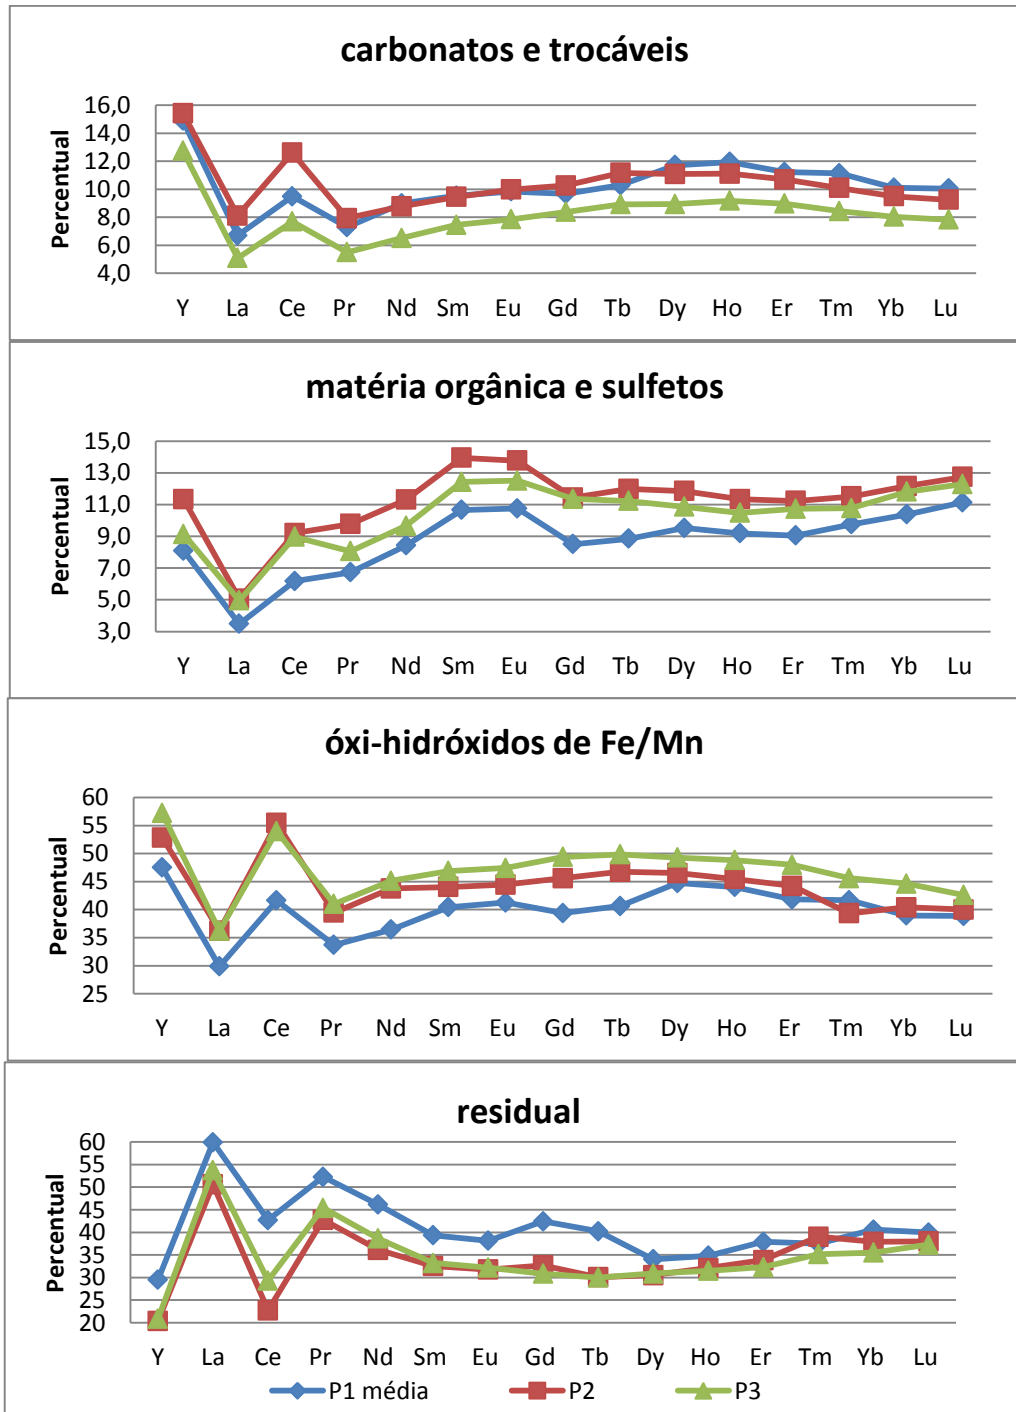 carbonatos e trocáveis
Percentual
16,0
14,0
12,0
10,0
8,0
6,0
4,0
Y La Ce Pr Nd Sm Eu Gd Tb Dy Ho Er Tm Yb Lu
matéria orgânica e sulfetos
Percentual
15,0
13,0
11,0
9,0
7,0
5,0
3,0
Y La Ce Pr Nd Sm Eu Gd Tb Dy Ho Er Tm Yb Lu
óxi-hidróxidos de Fe/Mn
Percentual
60
55
50
45
40
35
30
25
Y La Ce Pr Nd Sm Eu Gd Tb Dy Ho Er Tm Yb Lu
residual
Percentual
60
55
50
45
40
35
30
25
20
Y La Ce Pr Nd Sm Eu Gd Tb Dy Ho Er Tm Yb Lu
P1 média P2 P3